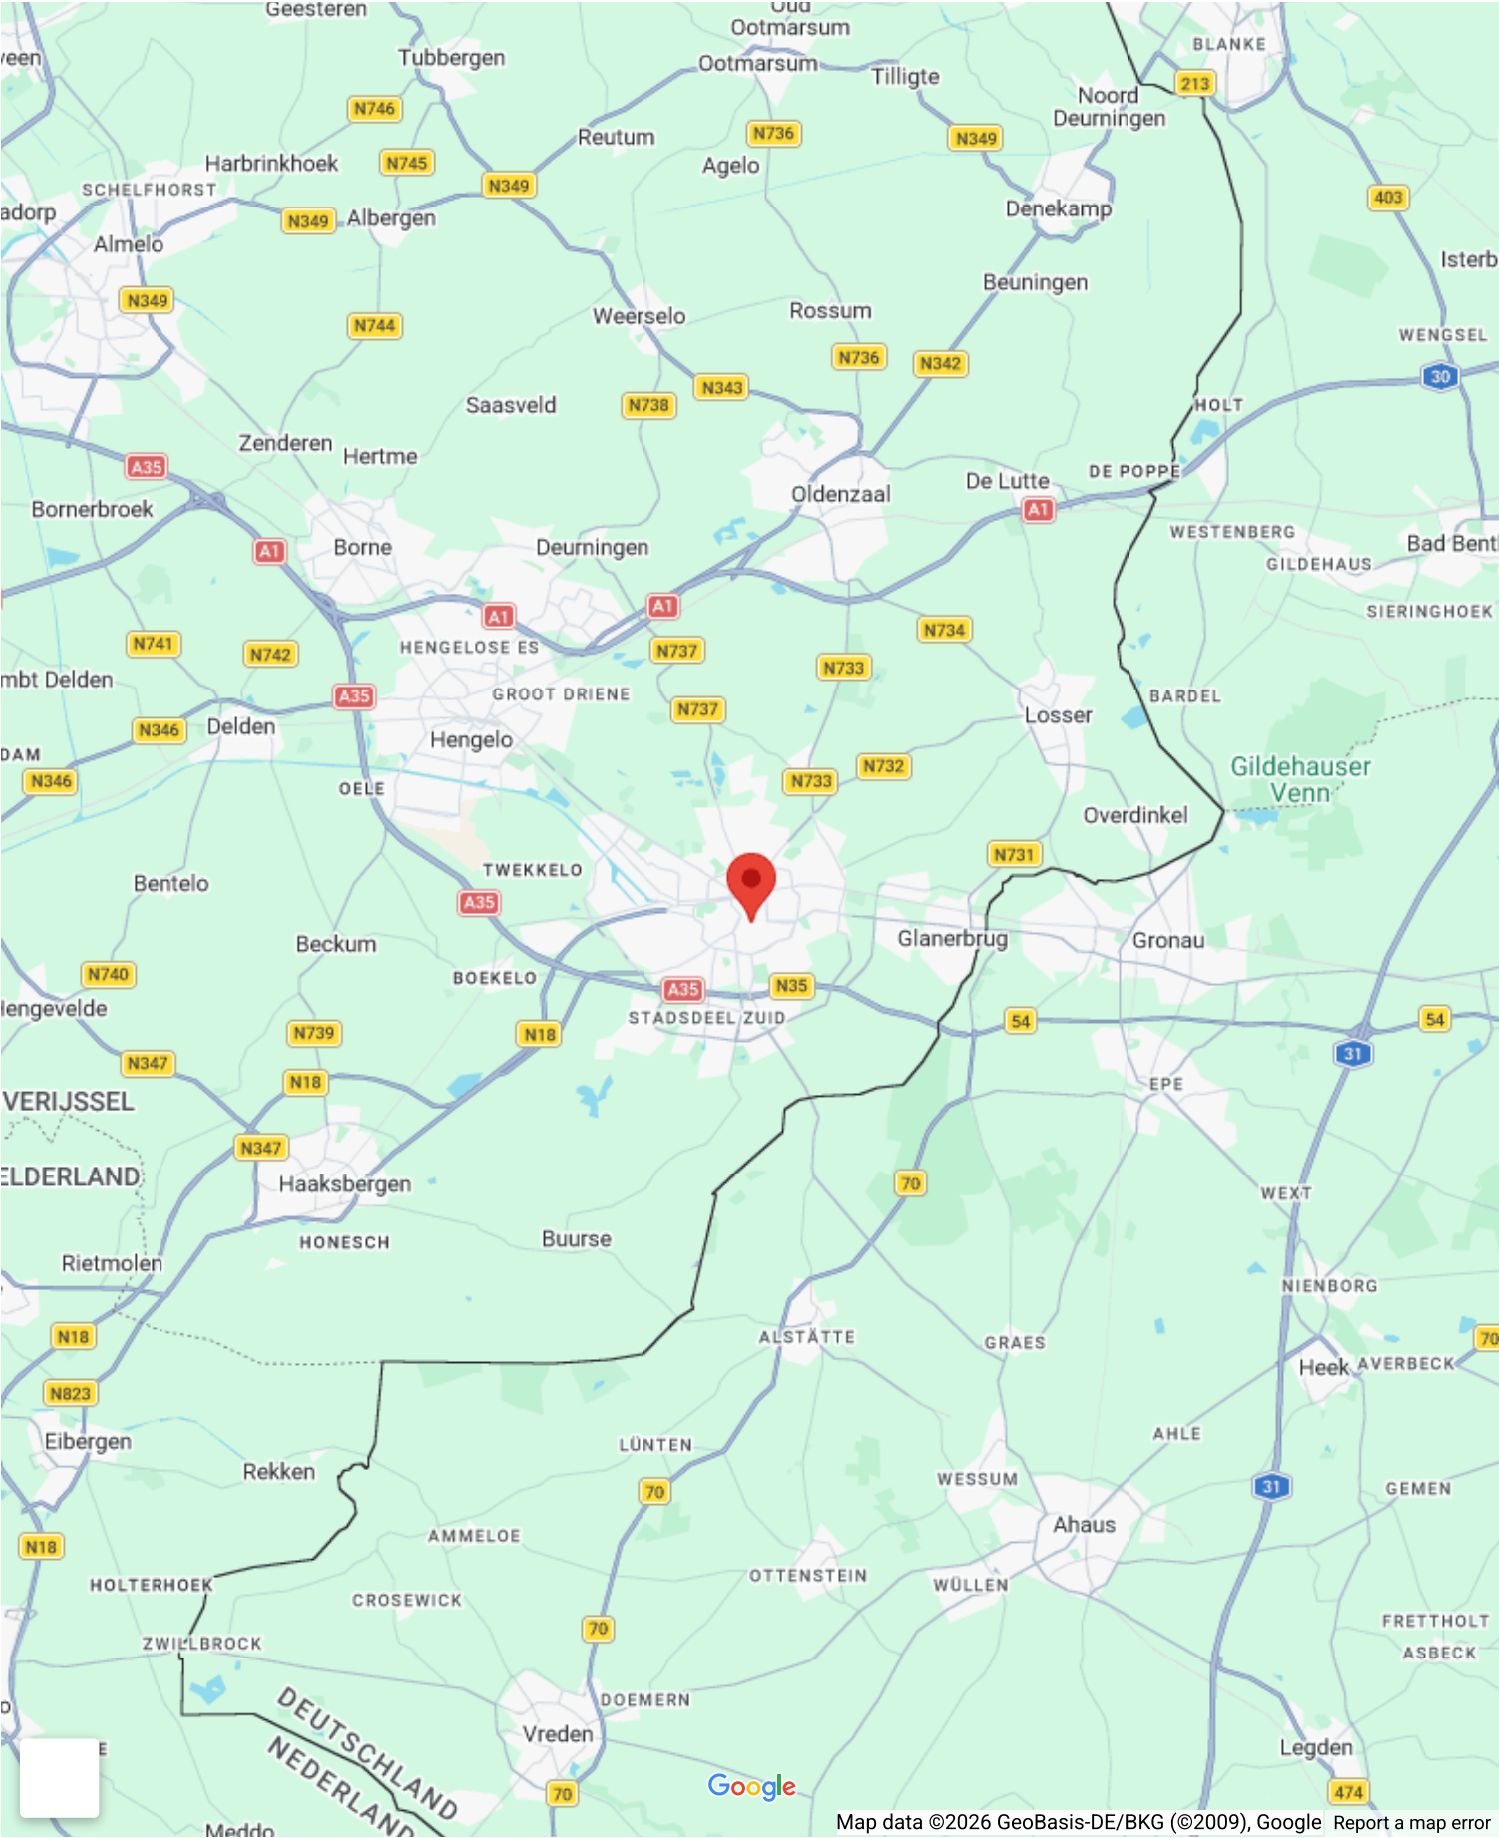 Geesteren
Oud
Ootmarsum
Tubbergen
Ootmarsum
Tilligte
BLANKE
213
Noord
Deurningen
N746
N736
N349
Reutum
Harbrinkhoek
N745
Agelo
SCHELFHORST
N349
403
adorp
N349
Albergen
Denekamp
Almelo
Isterb
Beuningen
N349
Rossum
Weerselo
N744
WENGSEL
N736
N342
30
N343
Saasveld
N738
HOLT
Zenderen
Hertme
A35
DE POPPE
De Lutte
Oldenzaal
Bornerbroek
A1
WESTENBERG
Borne
Deurningen
Bad Bent
A1
GILDEHAUS
A1
A1
SIERINGHOEK
N741
N742
HENGELOSE ES
N737
N734
N733
mbt Delden
A35
GROOT DRIENE
BARDEL
N737
Losser
N346
Delden
Hengelo
DAM
N346
OELE
N733
N732
Gildehauser
Venn
Overdinkel
N731
TWEKKELO
Bentelo
A35
Beckum
Glanerbrug
Gronau
N740
BOEKELO
A35
N35
STADSDEEL ZUID
54
54
N739
N18
31
N347
N18
EPE
VERIJSSEL
N347
ELDERLAND
Haaksbergen
70
WEXT
HONESCH
Buurse
Rietmolen
NIENBORG
N18
ALSTÄTTE
GRAES
70
Heek
AVERBECK
N823
Eibergen
LÜNTEN
AHLE
Rekken
WESSUM
70
31
GEMEN
AMMELOE
Ahaus
N18
HOLTERHOEK
OTTENSTEIN
WÜLLEN
CROSEWICK
70
FRETTHOLT
ZWILLBROCK
ASBECK
DEUTSCHLAND
NEDERLAND
DOEMERN
Vreden
Legden
70
474
Google
Meddo
Map data ©2026 GeoBasis-DE/BKG (©2009), Google
Report a map error